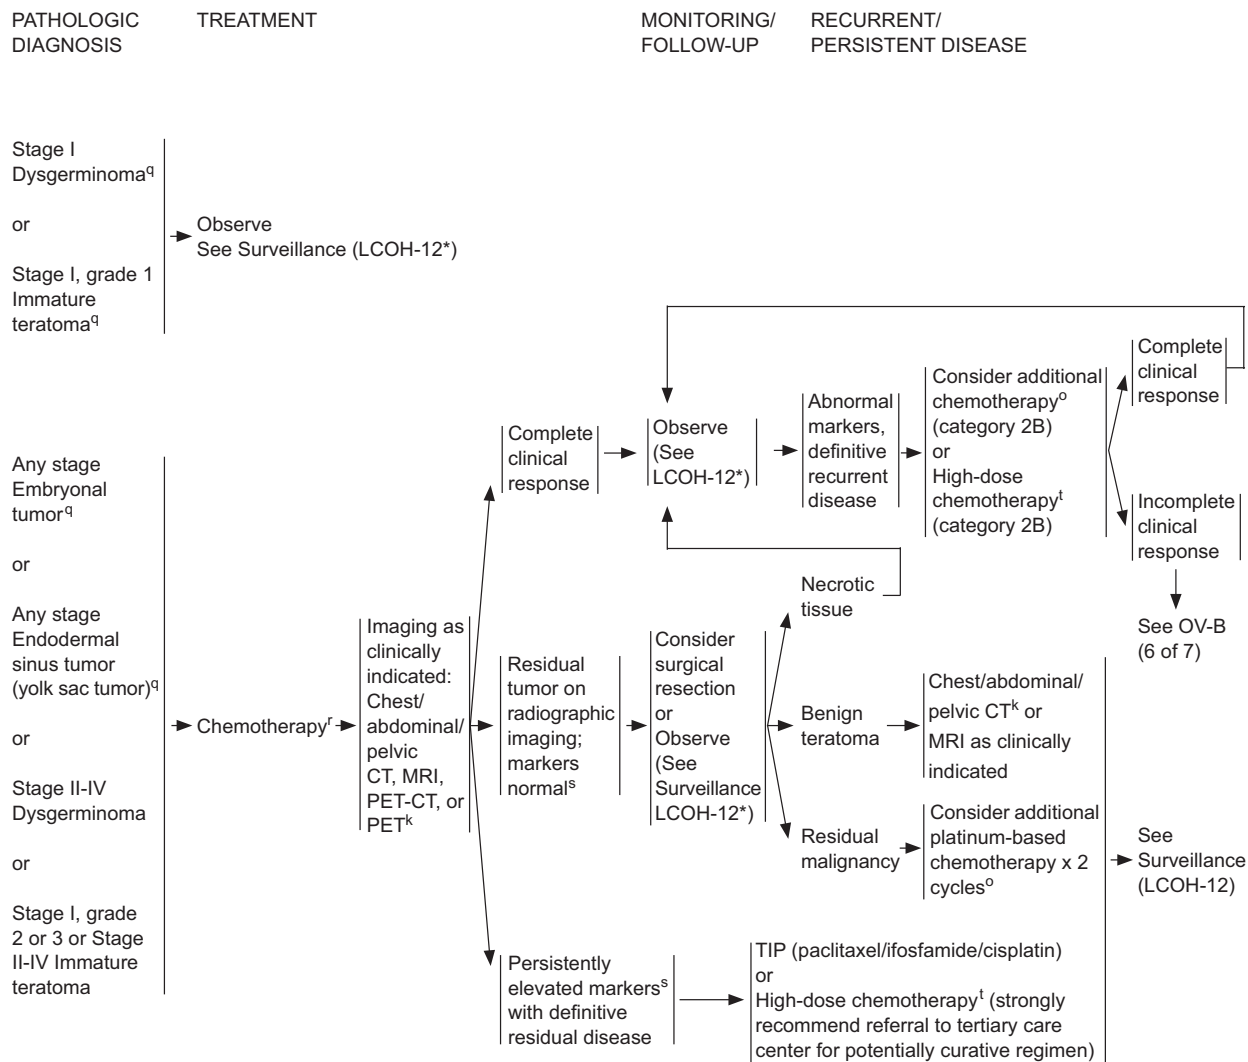 PATHOLOGIC
DIAGNOSIS
TREATMENT
MONITORING/
FOLLOW-UP
RECURRENT/
PERSISTENT DISEASE
Stage I
Dysgerminoma^q
or
Stage I, grade 1
Immature
teratoma^q
Observe
See Surveillance (LCOH-12*)
Any stage
Embryonal
tumor^q
or
Any stage
Endodermal
sinus tumor
(yolk sac tumor)^q
or
Stage II-IV
Dysgerminoma
or
Stage I, grade
2 or 3 or Stage
II-IV Immature
teratoma
Chemotherapy^r
Imaging as
clinically
indicated:
Chest/
abdominal/
pelvic
CT, MRI,
PET-CT, or
PET^k
Complete
clinical
response
Observe
(See
LCOH-12*)
Abnormal
markers,
definitive
recurrent
disease
Consider additional
chemotherapy^o
(category 2B)
or
High-dose
chemotherapy^t
(category 2B)
Complete
clinical
response
Incomplete
clinical
response
See OV-B
(6 of 7)
Residual
tumor on
radiographic
imaging;
markers
normal^s
Consider
surgical
resection
or
Observe
(See
Surveillance
LCOH-12*)
Necrotic
tissue
Benign
teratoma
Chest/abdominal/
pelvic CT^k or
MRI as clinically
indicated
Residual
malignancy
Consider additional
platinum-based
chemotherapy x 2
cycles^o
See
Surveillance
(LCOH-12)
Persistently
elevated markers^s
with definitive
residual disease
TIP (paclitaxel/ifosfamide/cisplatin)
or
High-dose chemotherapy^t (strongly
recommend referral to tertiary care
center for potentially curative regimen)